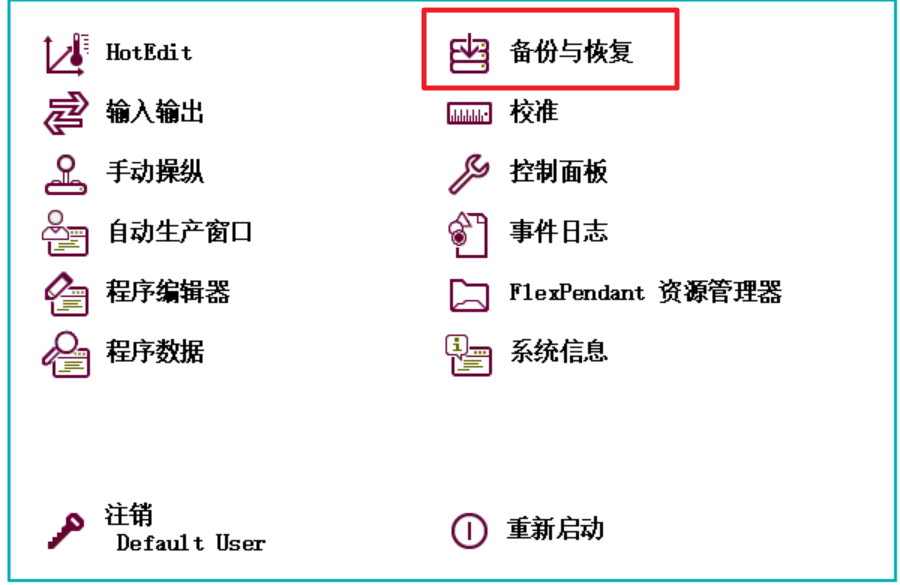 HotEdit
备份与恢复
输入输出
校准
手动操纵
控制面板
自动生产窗口
事件日志
程序编辑器
FlexPendant 资源管理器
程序数据
系统信息
注销
Default User
重新启动